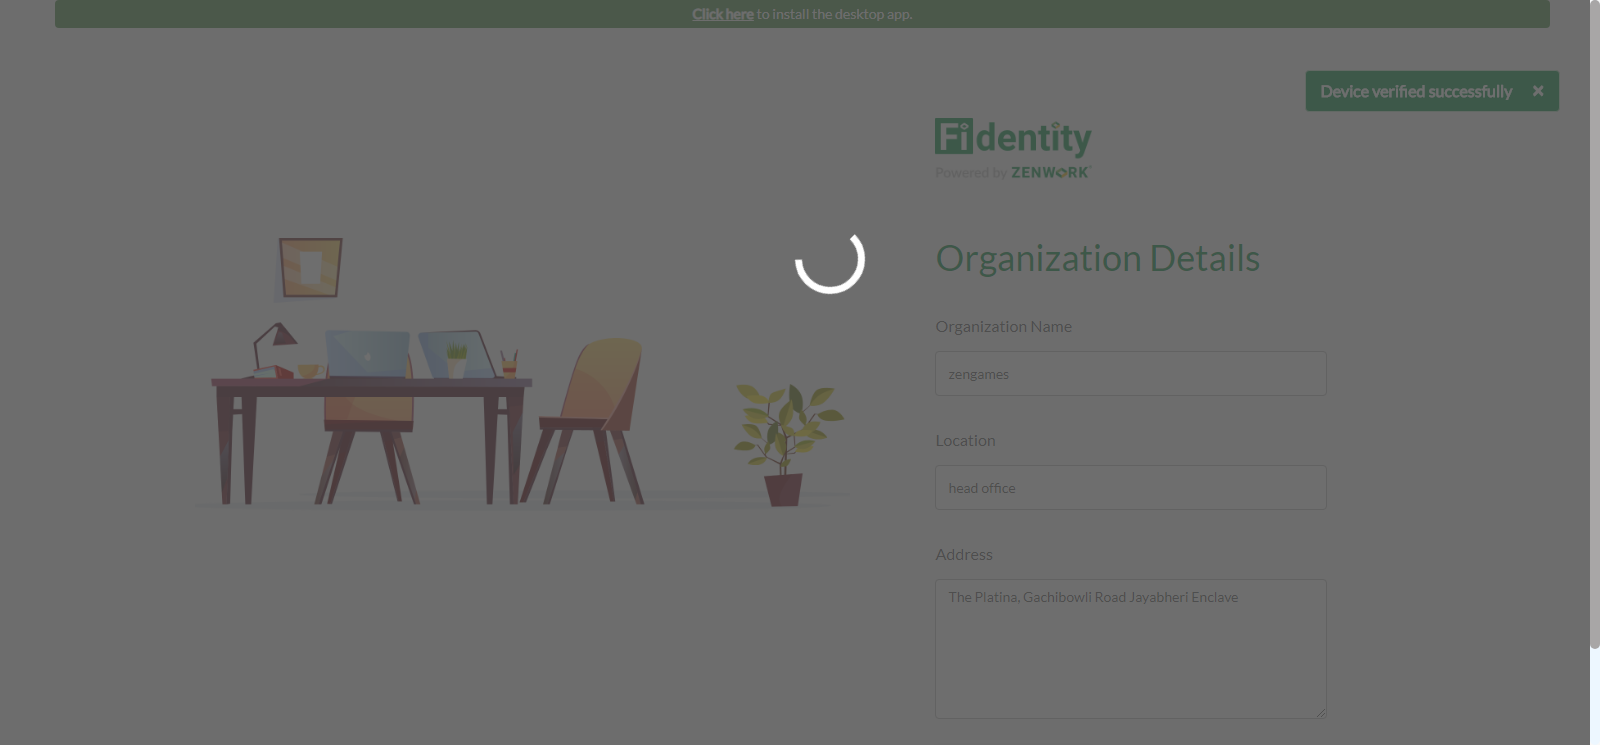 Click here to install the desktop app.
Device verified successfully ×
Fidentity
Powered by ZENWORK
Organization Details
Organization Name
zengames
Location
head office
Address
The Platina, Gachibowli Road Jayabheri Enclave